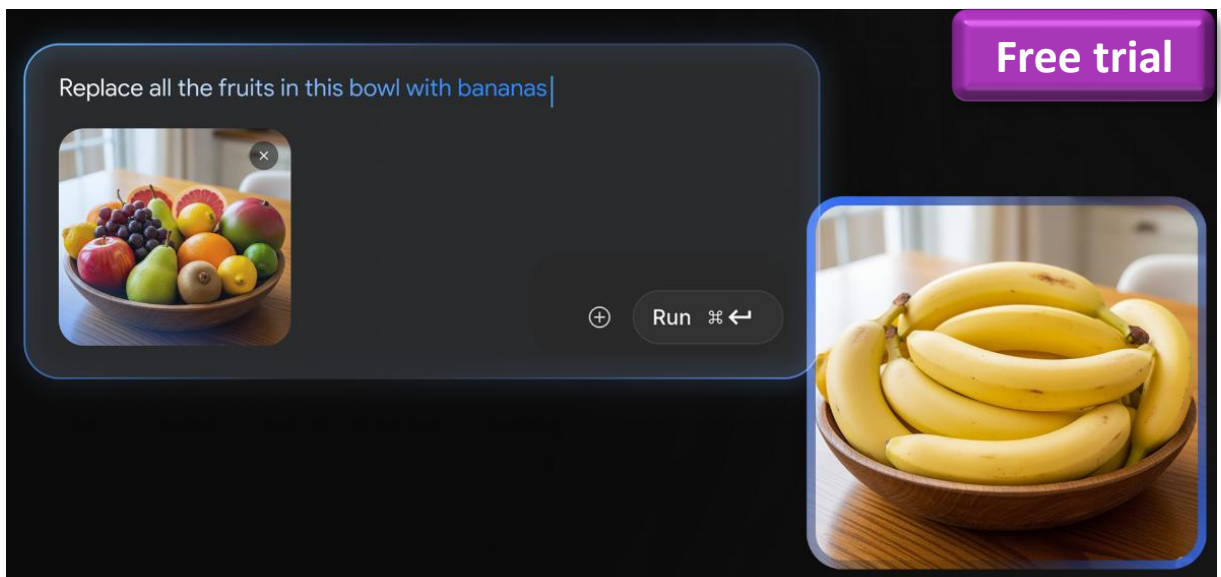 Free trial
Replace all the fruits in this bowl with bananas
Run ⌘ ↵